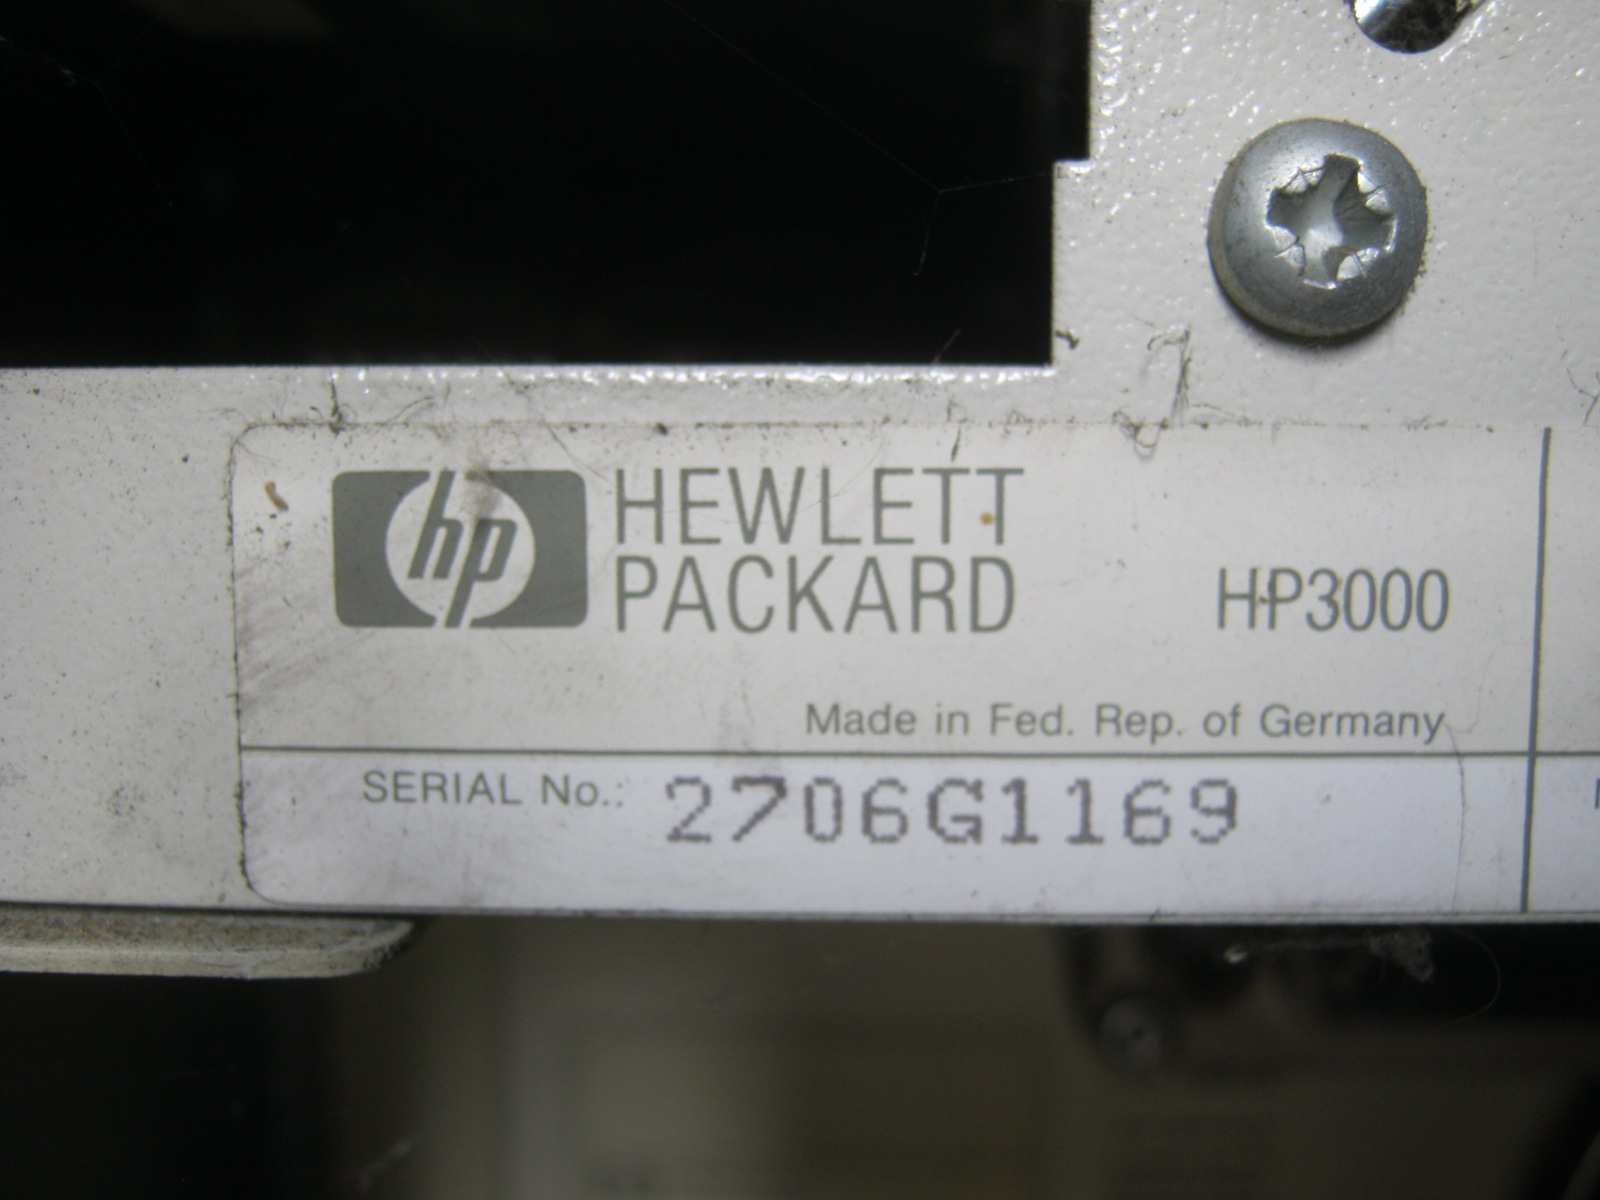 hp HEWLETT
PACKARD
HP3000
Made in Fed. Rep. of Germany
SERIAL No.: 2706G1169